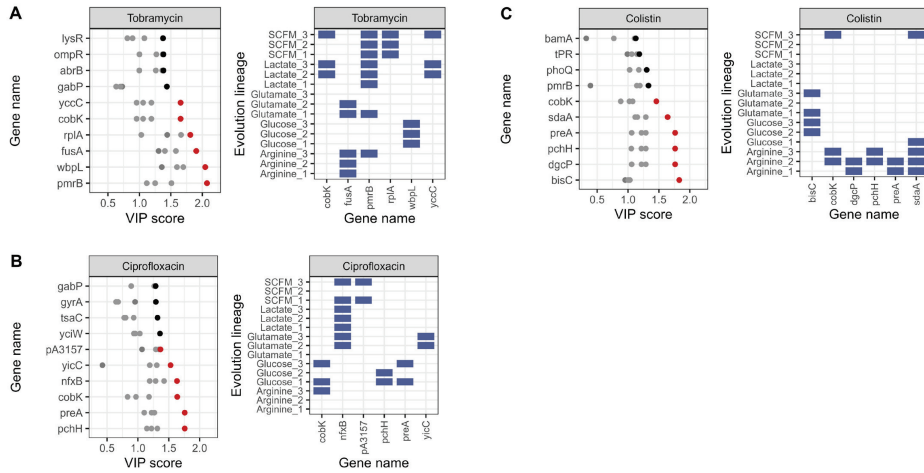 A
Tobramycin
Gene name
lysR
ompR
abrB
gabP
yccC
cobK
rplA
fusA
wbpL
pmrB
0.5 1.0 1.5 2.0
VIP score
Tobramycin
Evolution lineage
SCFM_3
SCFM_2
SCFM_1
Lactate_3
Lactate_2
Lactate_1
Glutamate_3
Glutamate_2
Glutamate_1
Glucose_3
Glucose_2
Glucose_1
Arginine_3
Arginine_2
Arginine_1
cobK fusA pmrB rplA wbpL yccC
Gene name
B
Ciprofloxacin
Gene name
gabP
gyrA
tsaC
yciW
pA3157
yicC
nfxB
cobK
preA
pchH
0.5 1.0 1.5 2.0
VIP score
Ciprofloxacin
Evolution lineage
SCFM_3
SCFM_2
SCFM_1
Lactate_3
Lactate_2
Lactate_1
Glutamate_3
Glutamate_2
Glutamate_1
Glucose_3
Glucose_2
Glucose_1
Arginine_3
Arginine_2
Arginine_1
cobK nfxB pA3157 pchH preA yicC
Gene name
C
Colistin
Gene name
bamA
tPR
phoQ
pmrB
cobK
sdaA
preA
pchH
dgcP
bisC
0.5 1.0 1.5 2.0
VIP score
Colistin
Evolution lineage
SCFM_3
SCFM_2
SCFM_1
Lactate_3
Lactate_2
Lactate_1
Glutamate_3
Glutamate_2
Glutamate_1
Glucose_3
Glucose_2
Glucose_1
Arginine_3
Arginine_2
Arginine_1
bisC cobK dgcP pchH preA sdaA
Gene name